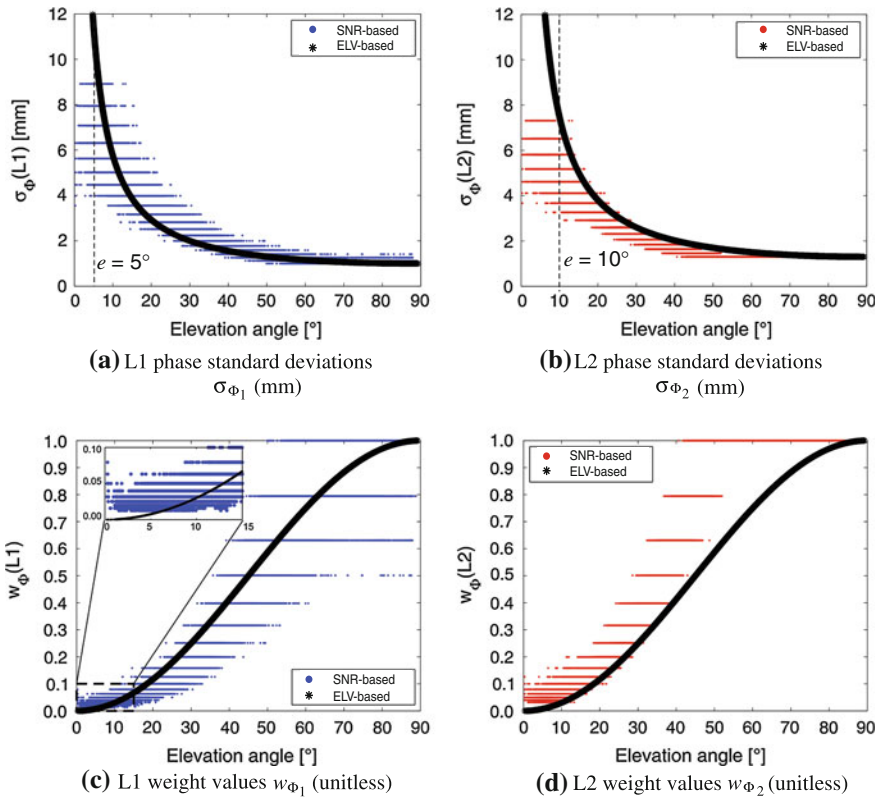 12
10
8
6
4
2
0
σΦ(L1) [mm]
SNR-based
ELV-based
e = 5°
0 10 20 30 40 50 60 70 80 90
Elevation angle [°]
(a) L1 phase standard deviations
σΦ1 (mm)
12
10
8
6
4
2
0
σΦ(L2) [mm]
SNR-based
ELV-based
e = 10°
0 10 20 30 40 50 60 70 80 90
Elevation angle [°]
(b) L2 phase standard deviations
σΦ2 (mm)
1.0
0.9
0.8
0.7
0.6
0.5
0.4
0.3
0.2
0.1
0.0
wΦ(L1)
0.10
0.05
0.00
0 5 10 15
SNR-based
ELV-based
0 10 20 30 40 50 60 70 80 90
Elevation angle [°]
(c) L1 weight values wΦ1 (unitless)
1.0
0.9
0.8
0.7
0.6
0.5
0.4
0.3
0.2
0.1
0.0
wΦ(L2)
SNR-based
ELV-based
0 10 20 30 40 50 60 70 80 90
Elevation angle [°]
(d) L2 weight values wΦ2 (unitless)